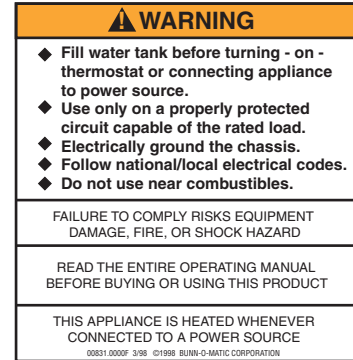 WARNING
◆ Fill water tank before turning - on -
thermostat or connecting appliance
to power source.
◆ Use only on a properly protected
circuit capable of the rated load.
◆ Electrically ground the chassis.
◆ Follow national/local electrical codes.
◆ Do not use near combustibles.
FAILURE TO COMPLY RISKS EQUIPMENT
DAMAGE, FIRE, OR SHOCK HAZARD
READ THE ENTIRE OPERATING MANUAL
BEFORE BUYING OR USING THIS PRODUCT
THIS APPLIANCE IS HEATED WHENEVER
CONNECTED TO A POWER SOURCE
00831.0000F 3/98 ©1998 BUNN-O-MATIC CORPORATION